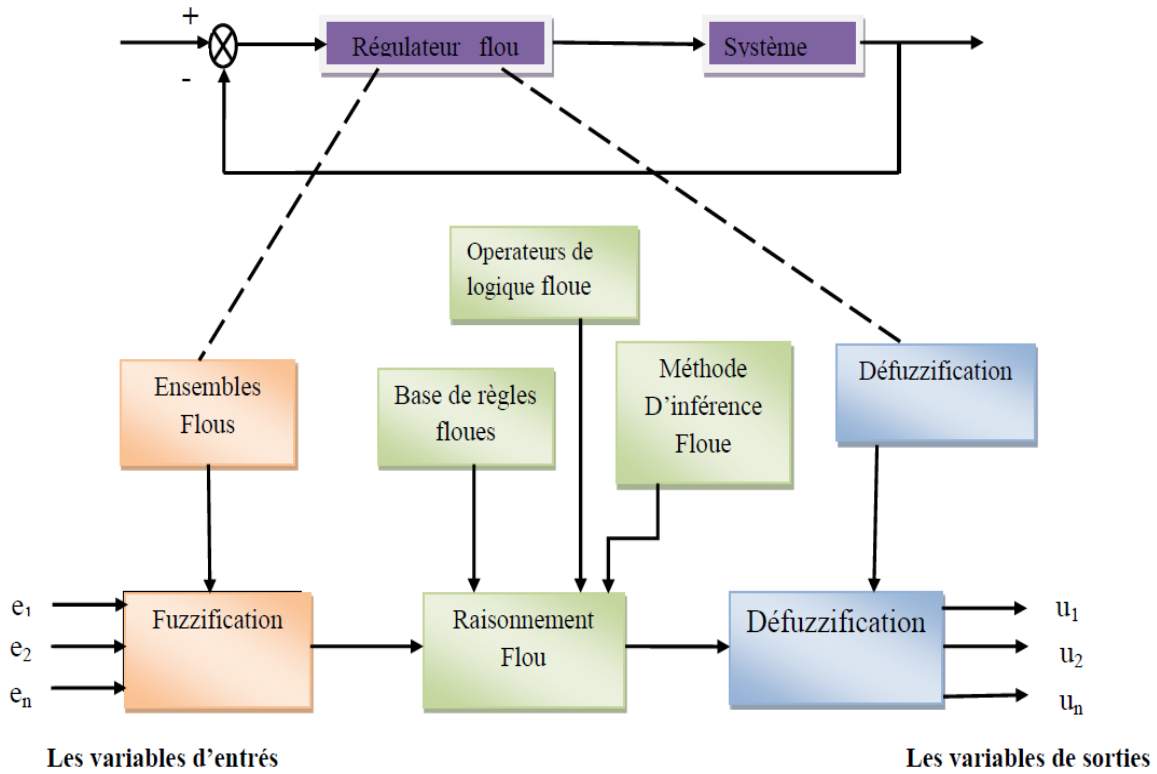 +
-
Régulateur flou
Système
Operateurs de
logique floue
Ensembles
Flous
Base de règles
floues
Méthode
D’inférence
Floue
Défuzzification
e1
e2
en
Fuzzification
Raisonnement
Flou
Défuzzification
u1
u2
un
Les variables d’entrés
Les variables de sorties